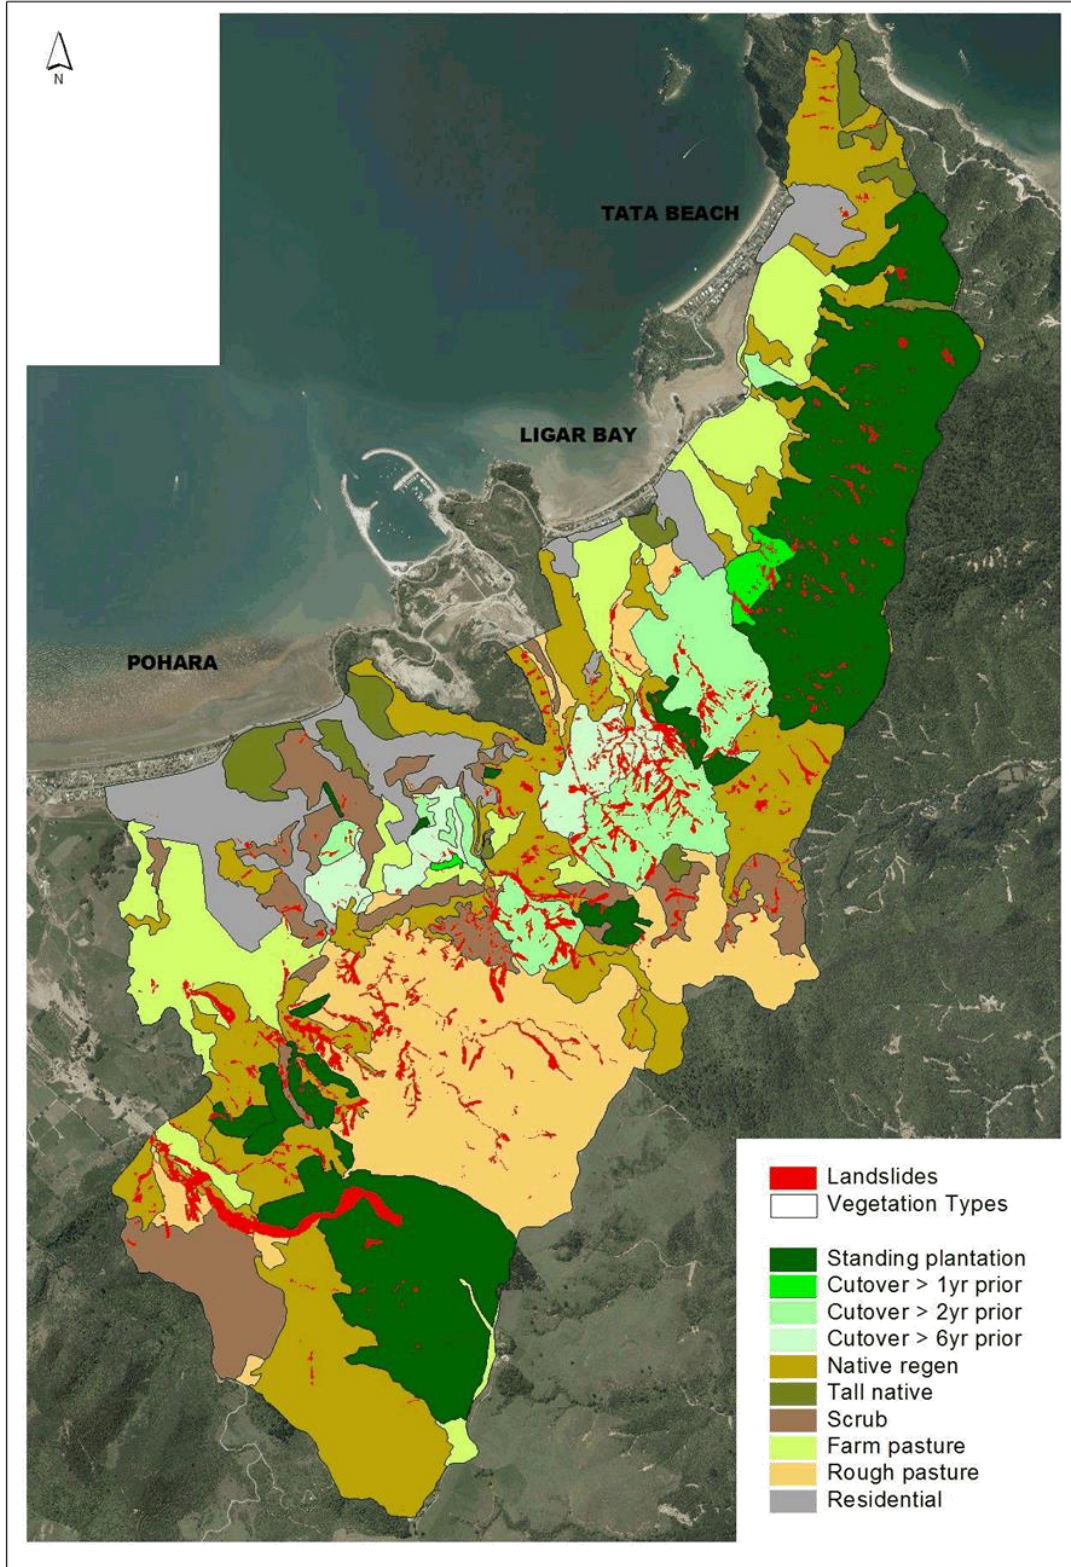 N
TATA BEACH
LIGAR BAY
POHARA
Landslides
Vegetation Types
Standing plantation
Cutover > 1yr prior
Cutover > 2yr prior
Cutover > 6yr prior
Native regen
Tall native
Scrub
Farm pasture
Rough pasture
Residential